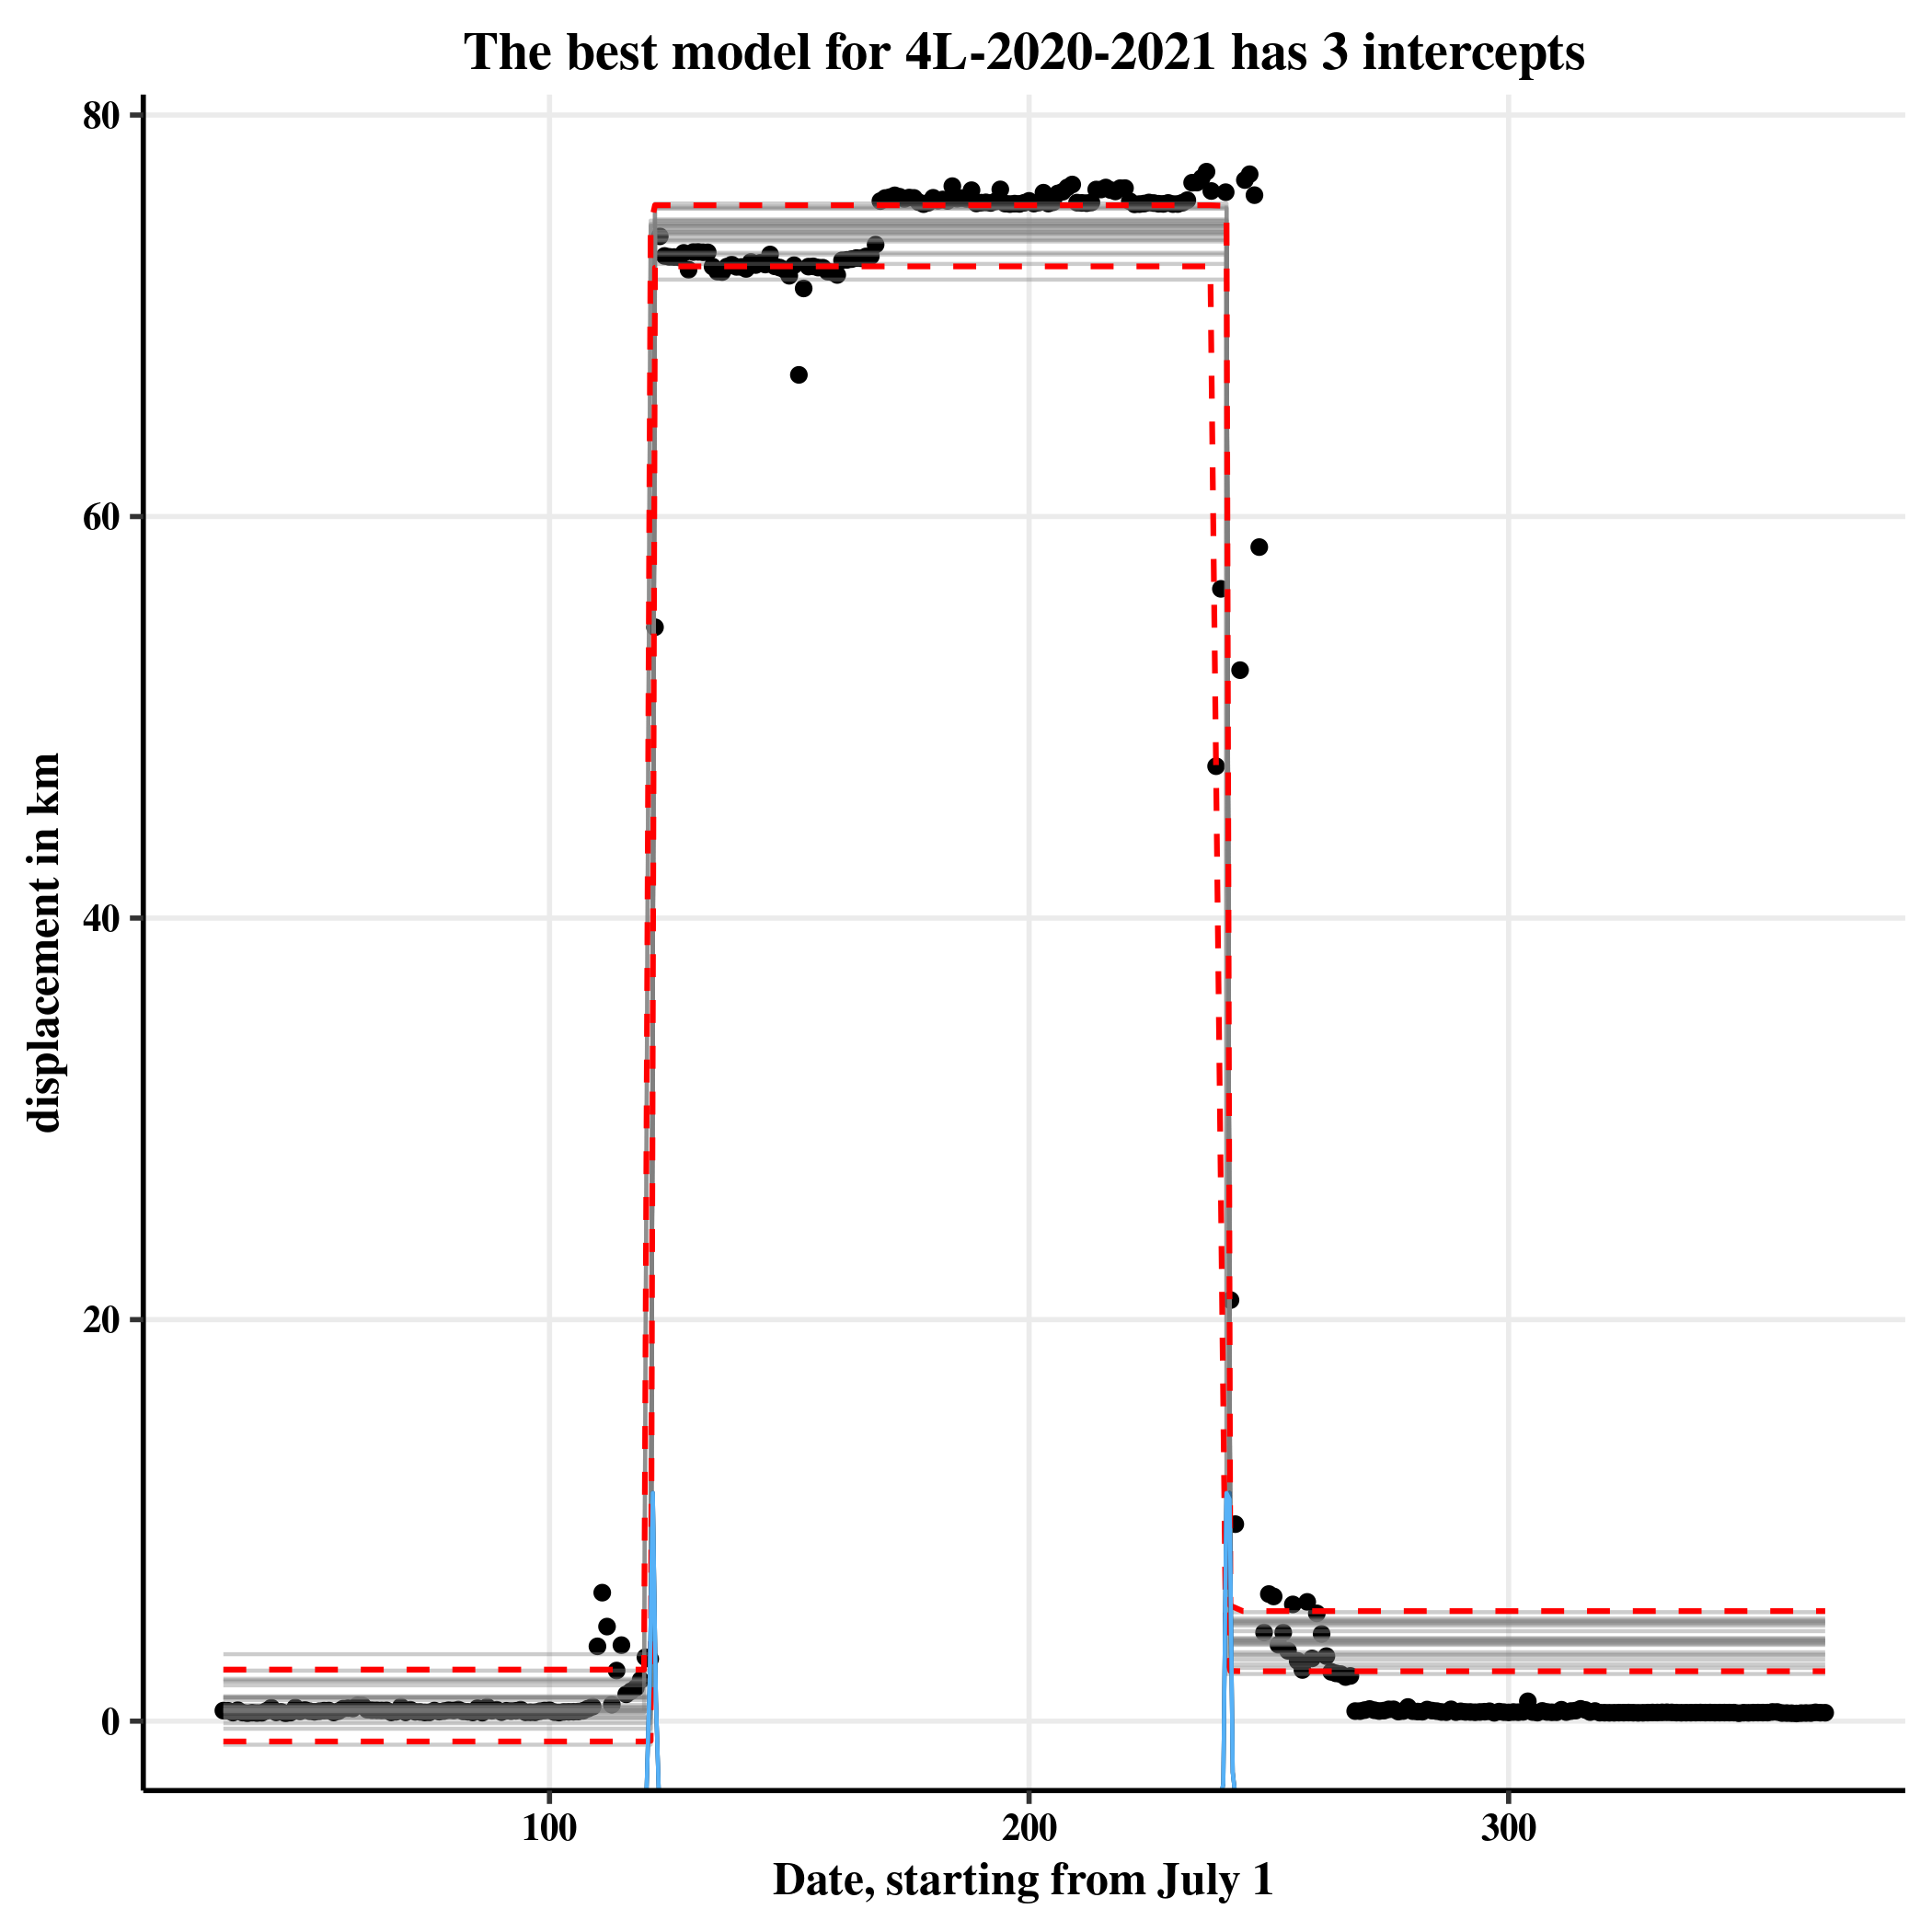 The best model for 4L-2020-2021 has 3 intercepts
80
60
40
20
0
displacement in km
100 200 300
Date, starting from July 1